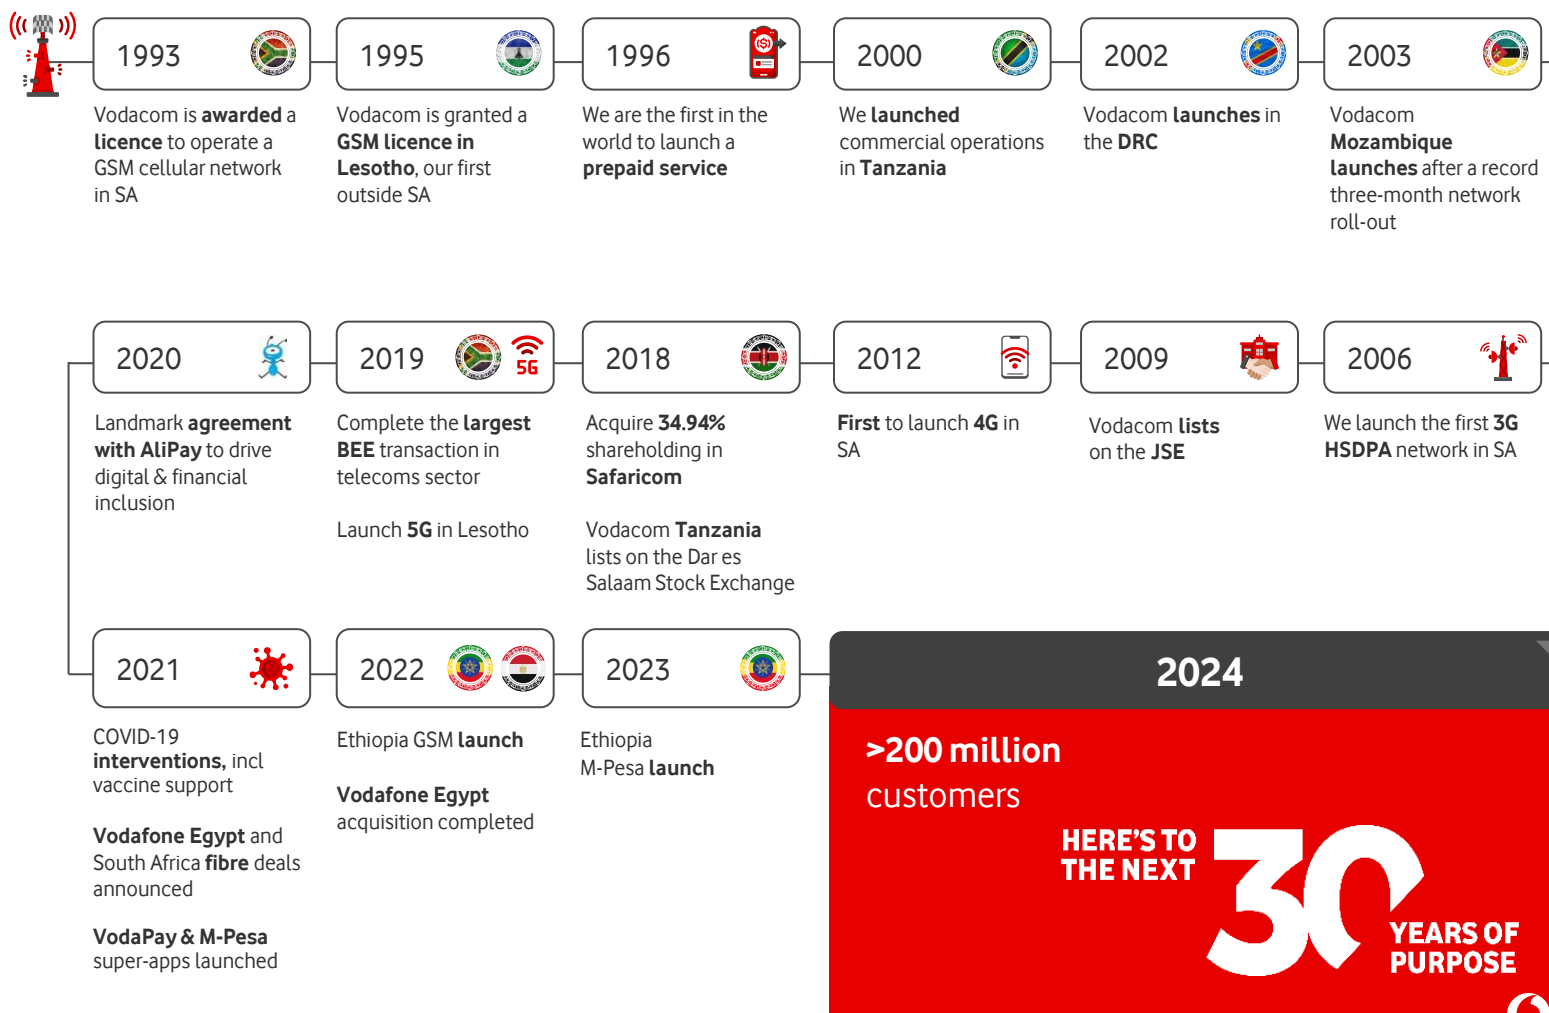 1993
Vodacom is awarded a
licence to operate a
GSM cellular network
in SA
1995
Vodacom is granted a
GSM licence in
Lesotho, our first
outside SA
1996
We are the first in the
world to launch a
prepaid service
2000
We launched
commercial operations
in Tanzania
2002
Vodacom launches in
the DRC
2003
Vodacom
Mozambique
launches after a record
three-month network
roll-out
2020
Landmark agreement
with AliPay to drive
digital & financial
inclusion
2019
5G
Complete the largest
BEE transaction in
telecoms sector
Launch 5G in Lesotho
2018
Acquire 34.94%
shareholding in
Safaricom
Vodacom Tanzania
lists on the Dar es
Salaam Stock Exchange
2012
First to launch 4G in
SA
2009
Vodacom lists
on the JSE
2006
We launch the first 3G
HSDPA network in SA
2021
COVID-19
interventions, incl
vaccine support
Vodafone Egypt and
South Africa fibre deals
announced
VodaPay & M-Pesa
super-apps launched
2022
Ethiopia GSM launch
Vodafone Egypt
acquisition completed
2023
Ethiopia
M-Pesa launch
2024
>200 million
customers
HERE'S TO
THE NEXT
30
YEARS OF
PURPOSE